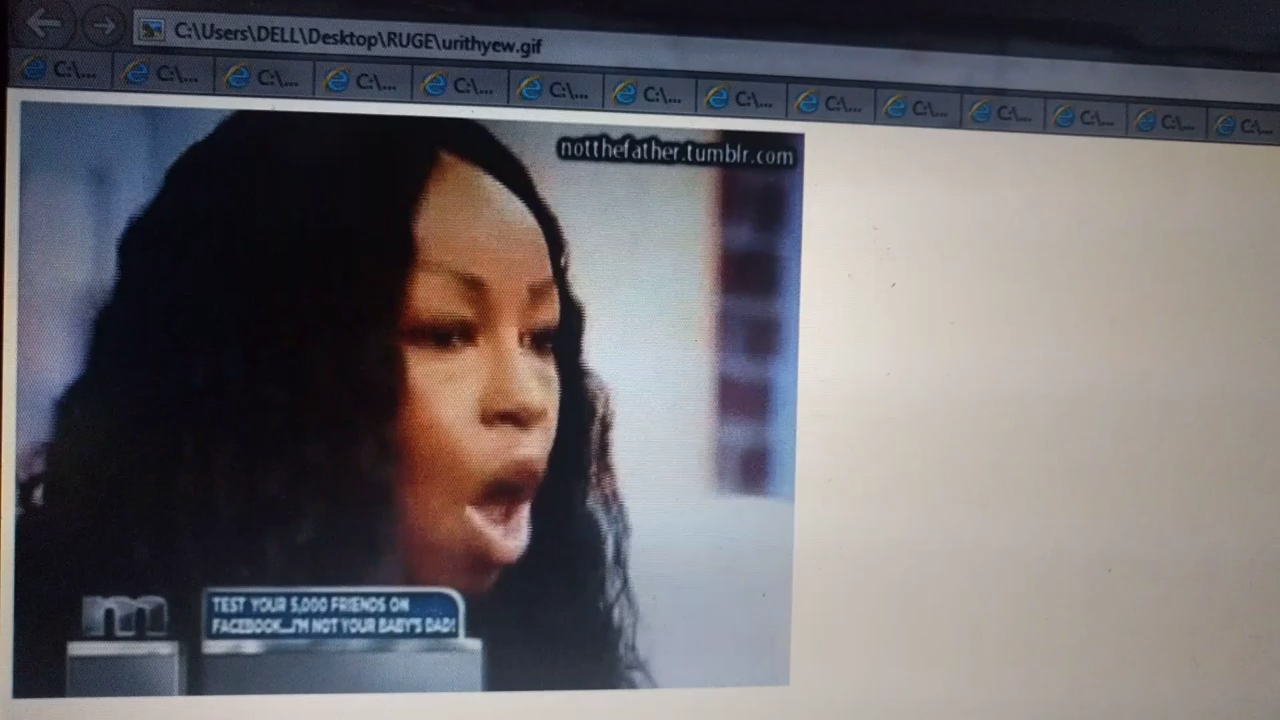 C:\Users\DELL\Desktop\RUGE\urithyew.gif
C:\... C:\... C:\... C:\... C:\... C:\... C:\... C:\... C:\... C:\... C:\... C:\... C:\... C:\...
notthefather.tumblr.com
m
TEST YOUR 5,000 FRIENDS ON
FACEBOOK...I'M NOT YOUR BABY'S DAD!